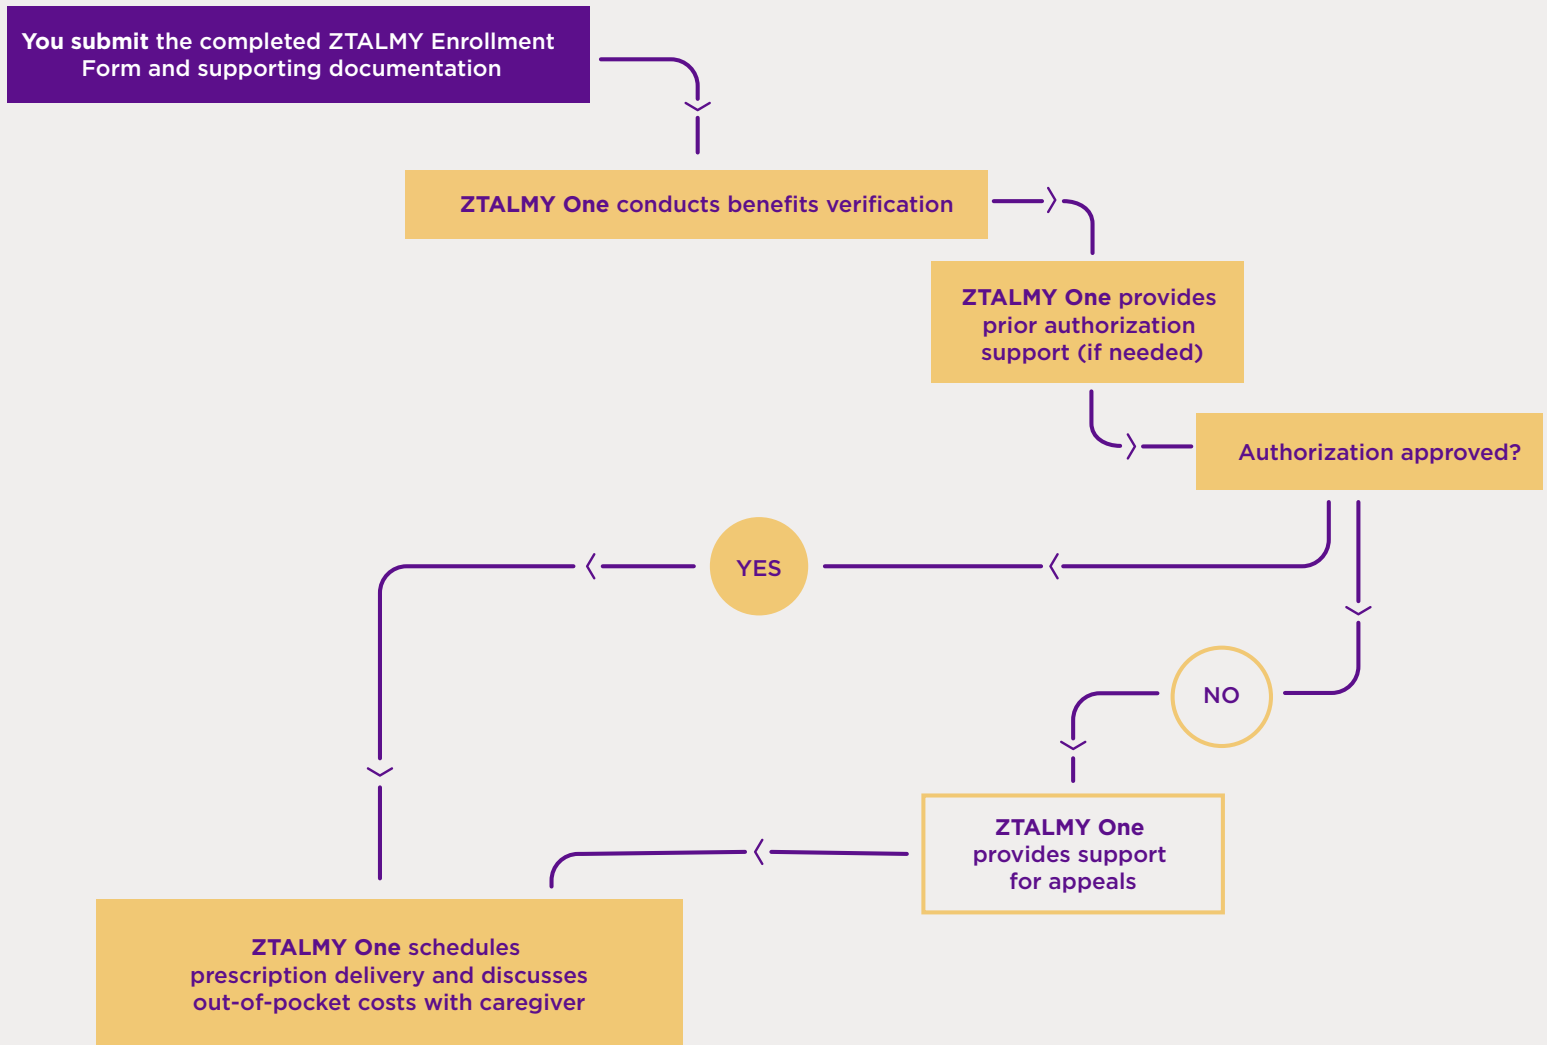 You submit the completed ZTALMY Enrollment
Form and supporting documentation
ZTALMY One conducts benefits verification
ZTALMY One provides
prior authorization
support (if needed)
Authorization approved?
YES
NO
ZTALMY One
provides support
for appeals
ZTALMY One schedules
prescription delivery and discusses
out-of-pocket costs with caregiver